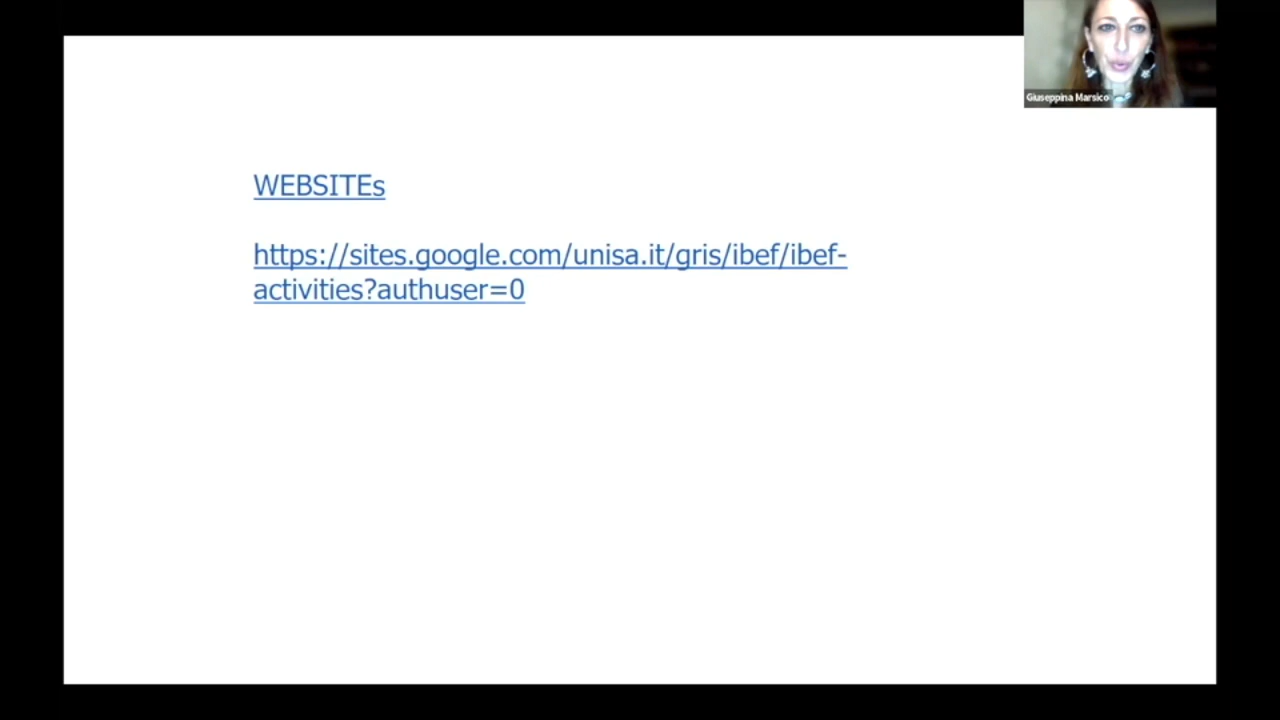 Giuseppina Marsico
WEBSITEs
https://sites.google.com/unisa.it/gris/ibef/ibef-
activities?authuser=0